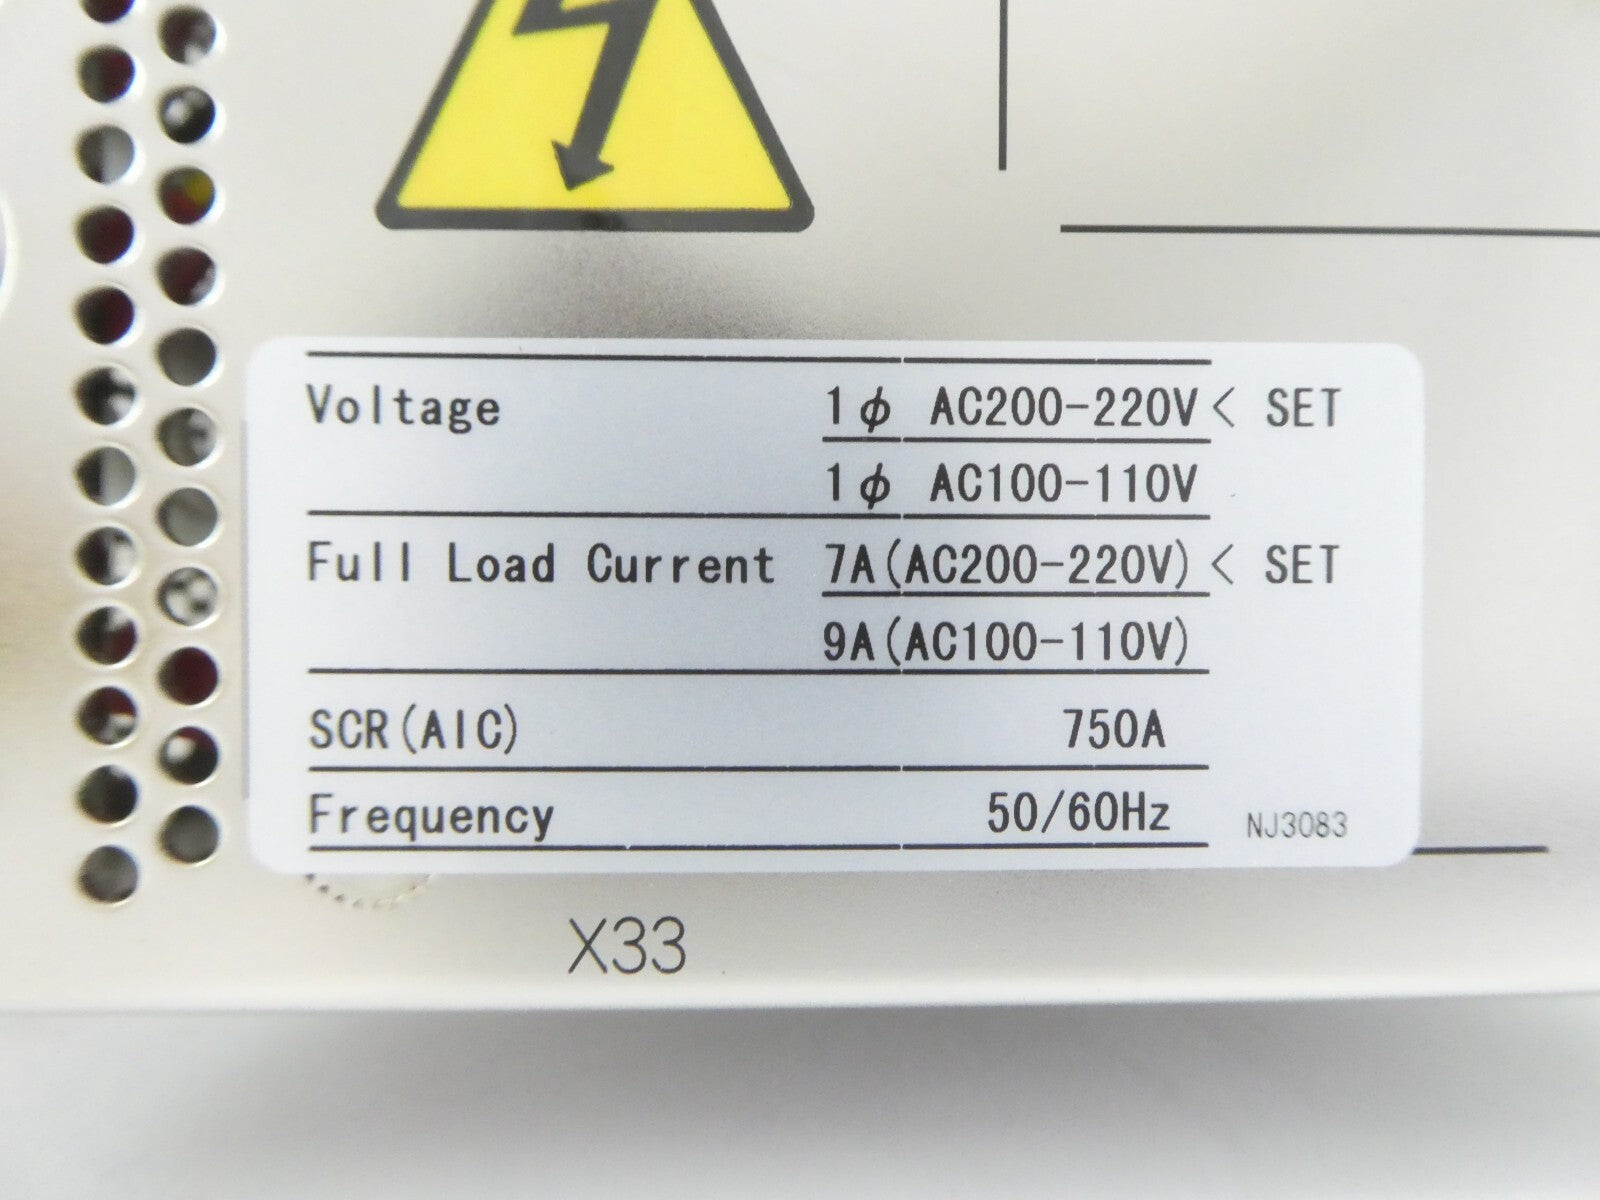 Voltage 1φ AC200-220V < SET
1φ AC100-110V
Full Load Current 7A(AC200-220V) < SET
9A(AC100-110V)
SCR(AIC) 750A
Frequency 50/60Hz NJ3083
X33